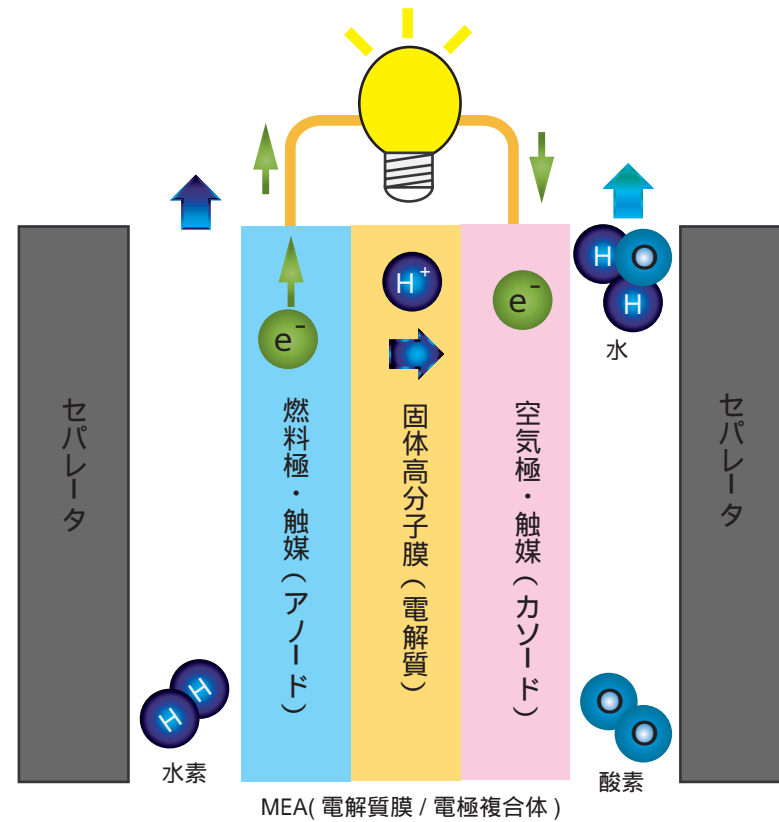 H+
e-
e-
H
O
H
水
セパレータ
燃料極・触媒(アノード)
固体高分子膜(電解質)
空気極・触媒(カソード)
セパレータ
H
H
水素
O
O
酸素
MEA( 電解質膜 / 電極複合体 )